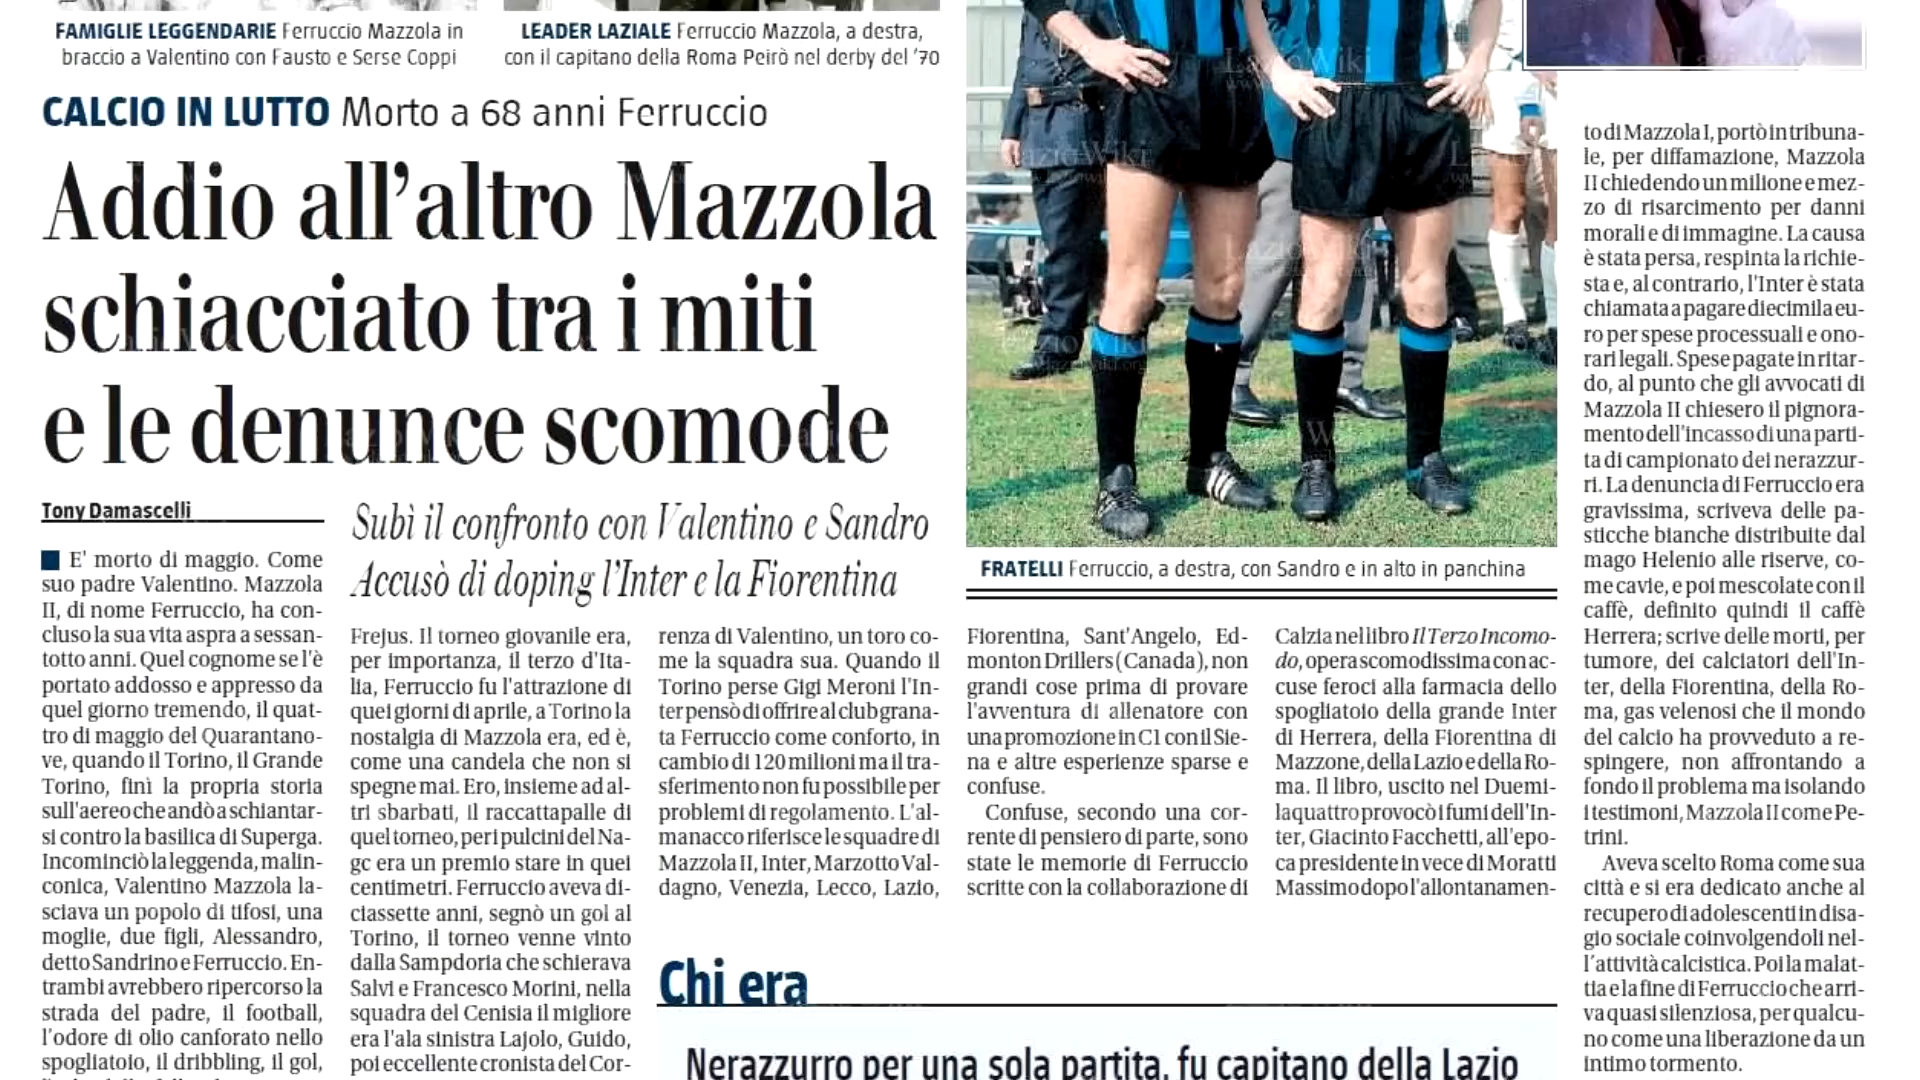 FAMIGLIE LEGGENDARIE Ferruccio Mazzola in
braccio a Valentino con Fausto e Serse Coppi
LEADER LAZIALE Ferruccio Mazzola, a destra,
con il capitano della Roma Peirò nel derby del '70
CALCIO IN LUTTO Morto a 68 anni Ferruccio
Addio all'altro Mazzola
schiacciato tra i miti
e le denunce scomode
Tony Damascelli
Subì il confronto con Valentino e Sandro
Accusò di doping l'Inter e la Fiorentina
E' morto di maggio. Come
suo padre Valentino. Mazzola
II, di nome Ferruccio, ha con-
cluso la sua vita aspra a sessan-
totto anni. Quel cognome se l'è
portato addosso e appresso da
quel giorno tremendo, il quat-
tro di maggio del Quarantano-
ve, quando il Torino, il Grande
Torino, finì la propria storia
sull'aereo che andò a schiantar-
si contro la basilica di Superga.
Incominciò la leggenda, malin-
conica, Valentino Mazzola la-
sciava un popolo di tifosi, una
moglie, due figli, Alessandro,
detto Sandrino e Ferruccio. En-
trambi avrebbero ripercorso la
strada del padre, il football,
l'odore di olio canforato nello
spogliatoio, il dribbling, il gol,
Frejus. Il torneo giovanile era,
per importanza, il terzo d'Ita-
lia, Ferruccio fu l'attrazione di
quei giorni di aprile, a Torino la
nostalgia di Mazzola era, ed è,
come una candela che non si
spegne mai. Ero, insieme ad al-
tri sbarbati, il raccattapalle di
quel torneo, per i pulcini del Na-
gc era un premio stare in quei
centimetri. Ferruccio aveva di-
ciassette anni, segnò un gol al
Torino, il torneo venne vinto
dalla Sampdoria che schierava
Salvi e Francesco Morini, nella
squadra del Cenisia il migliore
era l'ala sinistra Lajolo, Guido,
poi eccellente cronista del Cor-
renza di Valentino, un toro co-
me la squadra sua. Quando il
Torino perse Gigi Meroni l'In-
ter pensò di offrire al club grana-
ta Ferruccio come conforto, in
cambio di 120 milioni ma il tra-
sferimento non fu possibile per
problemi di regolamento. L'al-
manacco riferisce le squadre di
Mazzola II, Inter, Marzotto Val-
dagno, Venezia, Lecco, Lazio,
FRATELLI Ferruccio, a destra, con Sandro e in alto in panchina
Fiorentina, Sant'Angelo, Ed-
monton Drillers (Canada), non
grandi cose prima di provare
l'avventura di allenatore con
una promozione in C1 con il Sie-
na e altre esperienze sparse e
confuse.
Confuse, secondo una cor-
rente di pensiero di parte, sono
state le memorie di Ferruccio
scritte con la collaborazione di
Calzia nel libro Il Terzo Incomo-
do, opera scomodissima con ac-
cuse feroci alla farmacia dello
spogliatoio della grande Inter
di Herrera, della Fiorentina di
Mazzone, della Lazio e della Ro-
ma. Il libro, uscito nel Duemi-
laquattro provocò i fumi dell'In-
ter, Giacinto Facchetti, all'epo-
ca presidente in vece di Moratti
Massimo dopo l'allontanamen-
to di Mazzola I, portò in tribuna-
le, per diffamazione, Mazzola
II chiedendo un milione e mez-
zo di risarcimento per danni
morali e di immagine. La causa
è stata persa, respinta la richie-
sta e, al contrario, l'Inter è stata
chiamata a pagare diecimila eu-
ro per spese processuali e ono-
rari legali. Spese pagate in ritar-
do, al punto che gli avvocati di
Mazzola II chiesero il pignora-
mento dell'incasso di una parti-
ta di campionato dei nerazzur-
ri. La denuncia di Ferruccio era
gravissima, scriveva delle pa-
sticche bianche distribuite dal
mago Helenio alle riserve, co-
me cavie, e poi mescolate con il
caffè, definito quindi il caffè
Herrera; scrive delle morti, per
tumore, dei calciatori dell'In-
ter, della Fiorentina, della Ro-
ma, gas velenosi che il mondo
del calcio ha provveduto a re-
spingere, non affrontando a
fondo il problema ma isolando
i testimoni, Mazzola II come Pe-
trini.
Aveva scelto Roma come sua
città e si era dedicato anche al
recupero di adolescenti in disa-
gio sociale coinvolgendoli nel-
l'attività calcistica. Poi la malat-
tia e la fine di Ferruccio che arri-
va quasi silenziosa, per qualcu-
no come una liberazione da un
intimo tormento.
Chi era
Nerazzurro per una sola partita, fu capitano della Lazio